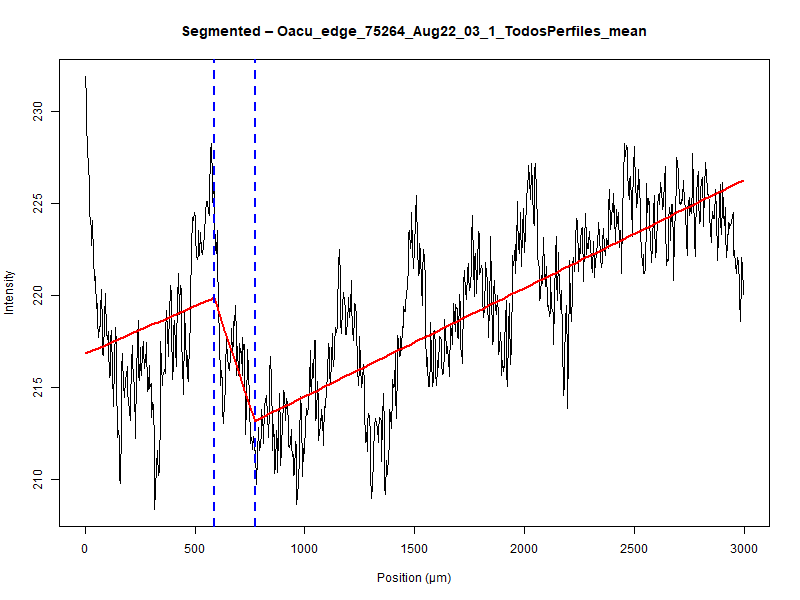 Segmented – Oacu_edge_75264_Aug22_03_1_TodosPerfiles_mean
Intensity
230
225
220
215
210
0 500 1000 1500 2000 2500 3000
Position (µm)